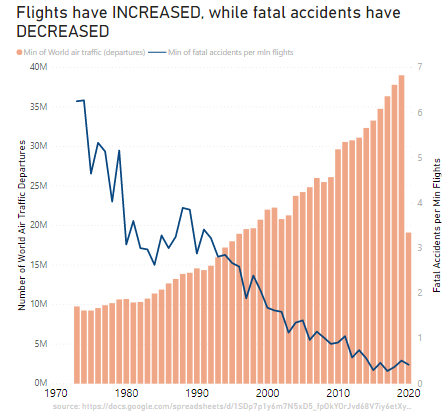 Flights have INCREASED, while fatal accidents have
DECREASED
Min of World air traffic (departures) Min of fatal accidents per mln flights
40M
35M
30M
25M
20M
15M
10M
5M
0M
Number of World Air Traffic Departures
7
6
5
4
3
2
1
0
Fatal Accidents per Mln Flights
1970 1980 1990 2000 2010 2020
source: https://docs.google.com/spreadsheets/d/